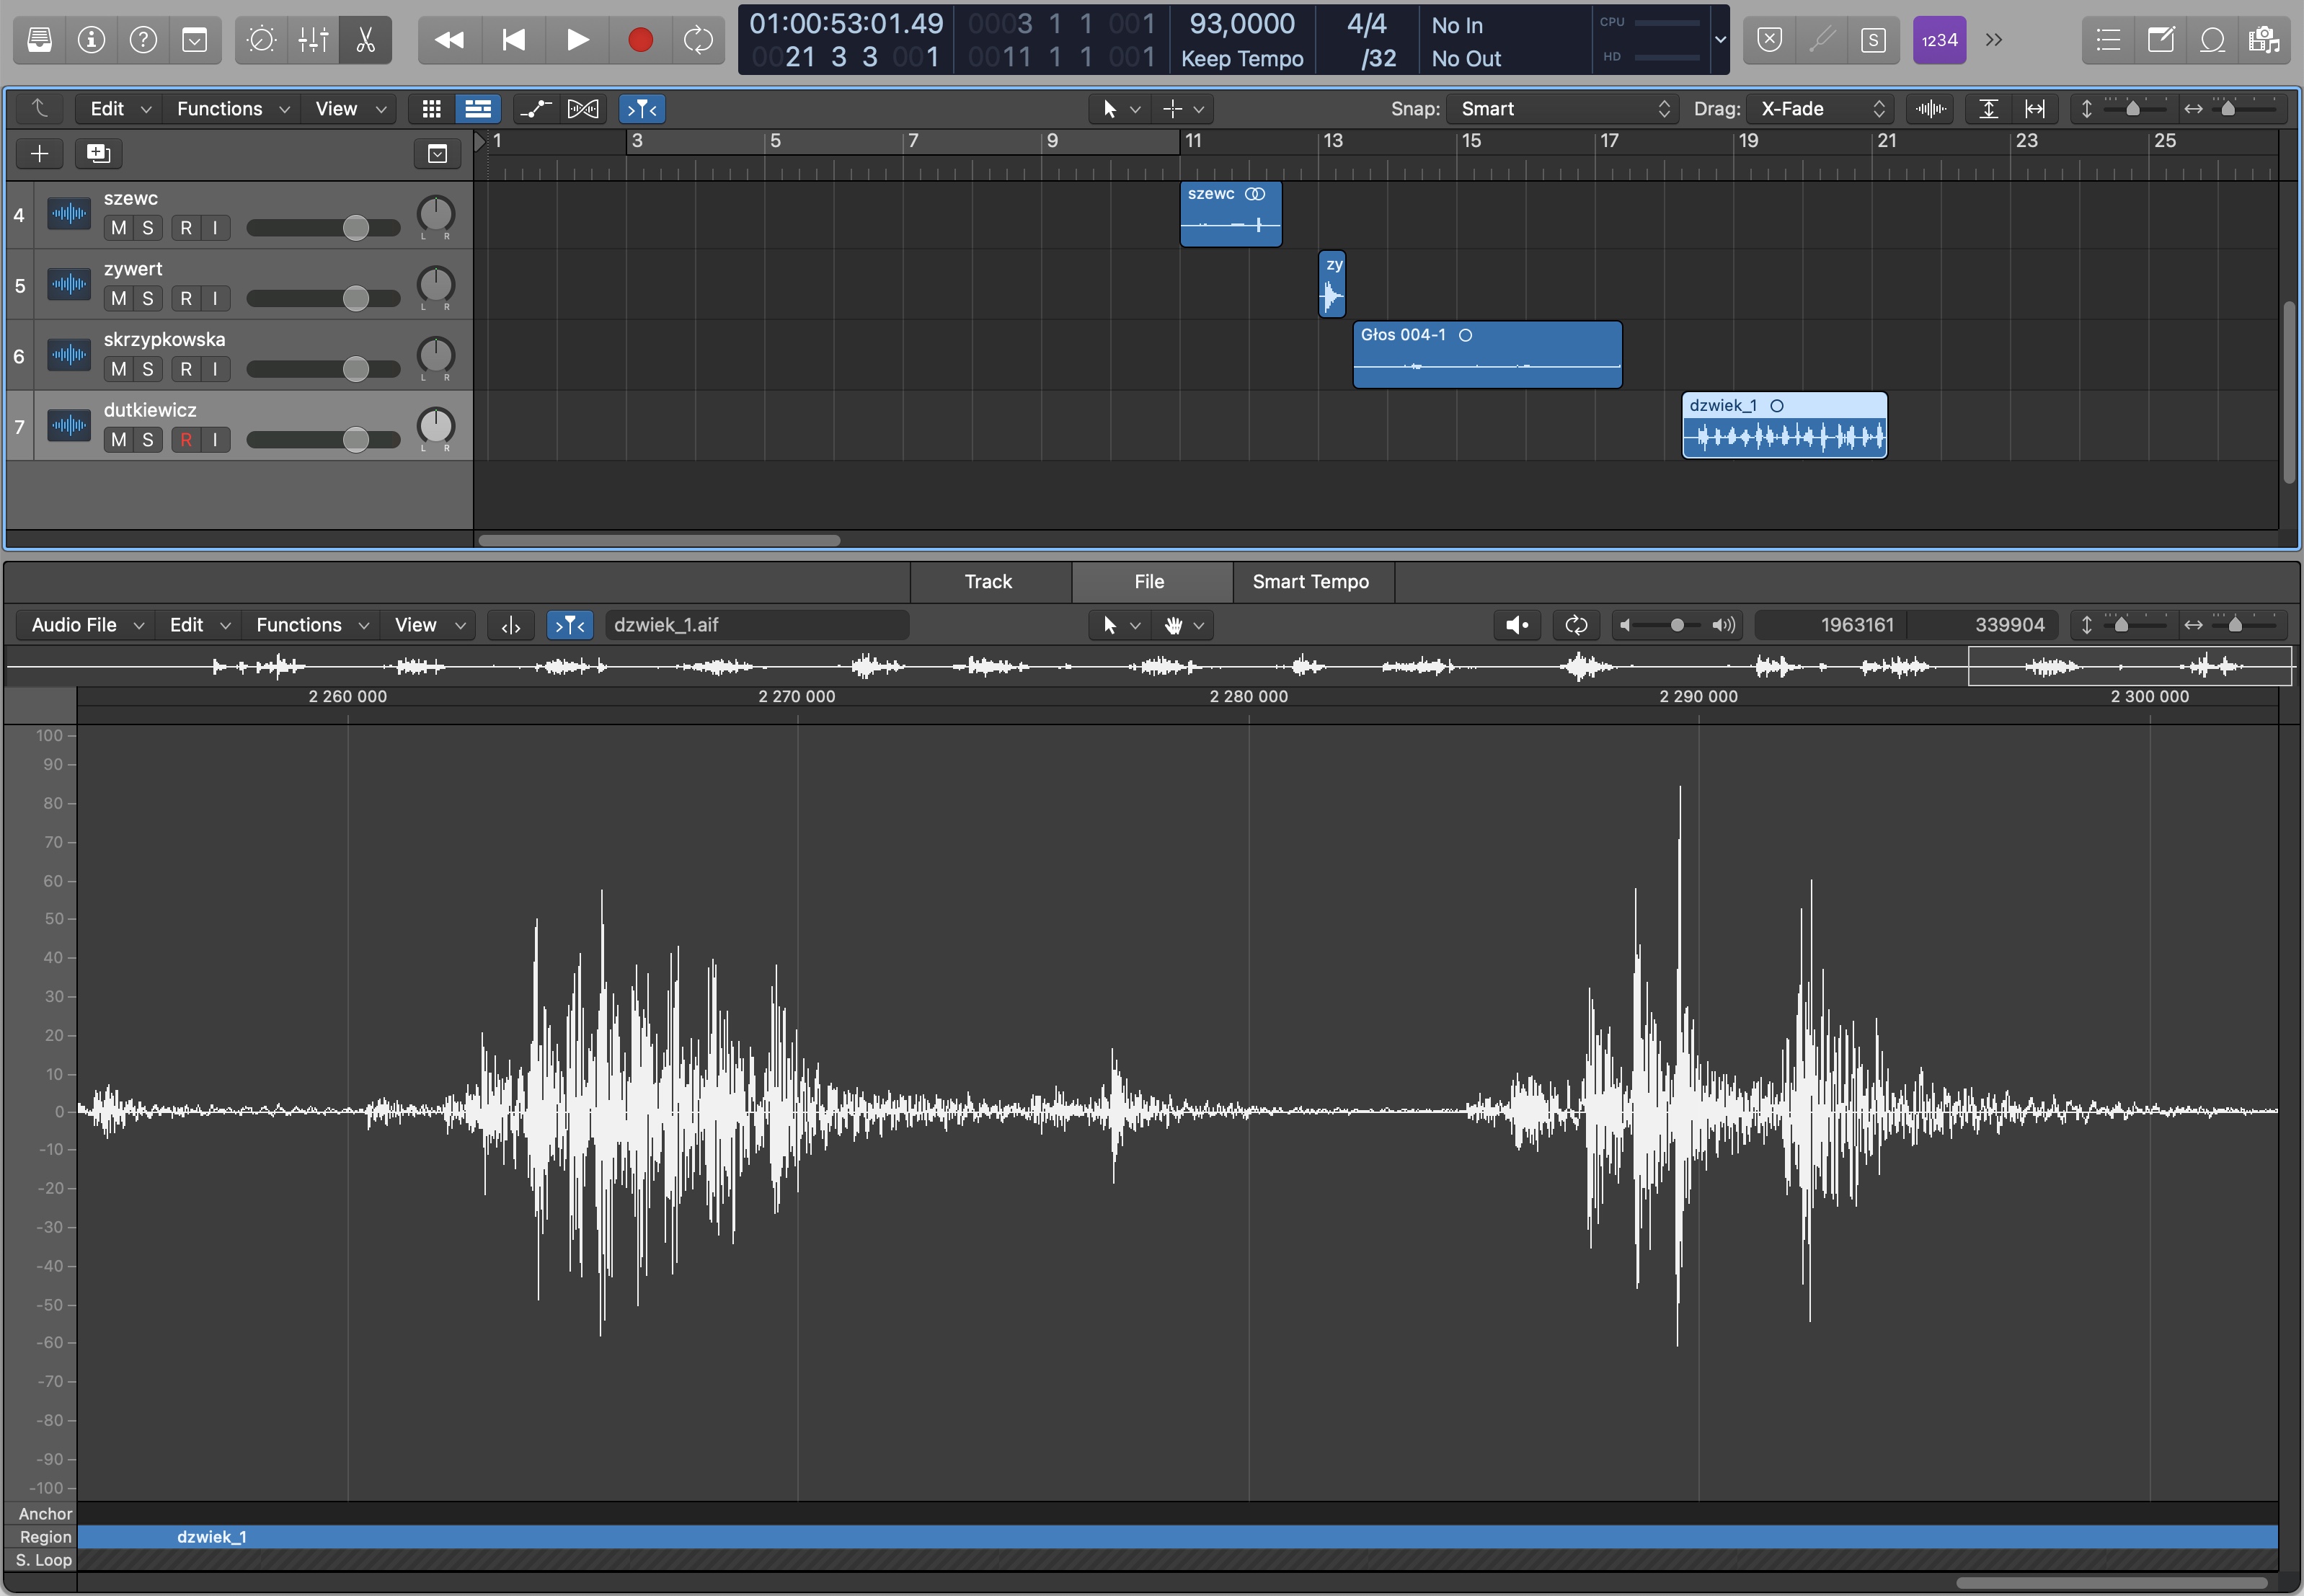 01:00:53:01.49 0003 1 1 001 93,0000 4/4 No In CPU
0021 3 3 001 0011 1 1 001 Keep Tempo /32 No Out HD
S 1234
Edit Functions View Snap: Smart Drag: X-Fade
1 3 5 7 9 11 13 15 17 19 21 23 25
4 szewc
M S R I L R
szewc
5 zywert
M S R I L R
zy
6 skrzypkowska
M S R I L R
Głos 004-1
7 dutkiewicz
M S R I L R
dzwiek_1
Track File Smart Tempo
Audio File Edit Functions View dzwiek_1.aif 1963161 339904
2 260 000 2 270 000 2 280 000 2 290 000 2 300 000
100
90
80
70
60
50
40
30
20
10
0
-10
-20
-30
-40
-50
-60
-70
-80
-90
-100
Anchor
Region dzwiek_1
S. Loop